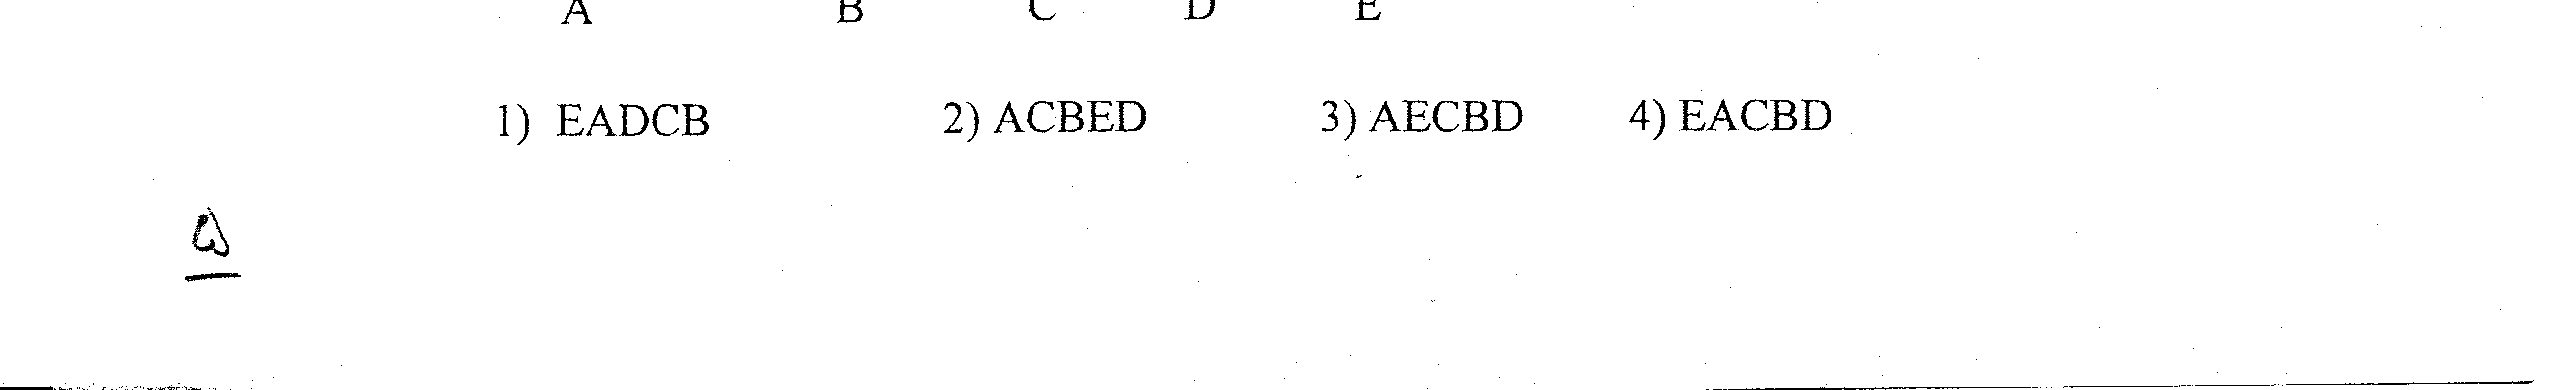 A B C D E
1) EADCB 2) ACBED 3) AECBD 4) EACBD